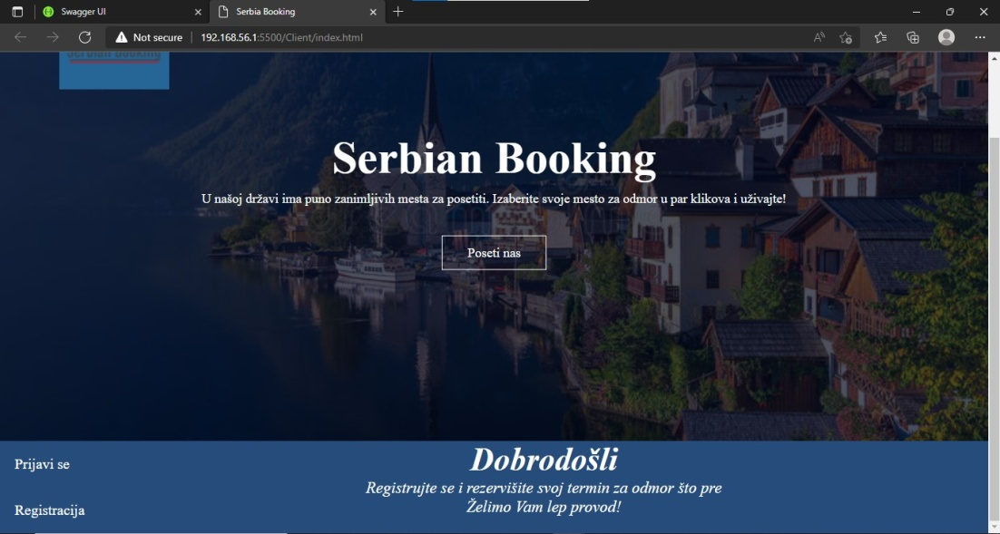 Swagger UI
Serbia Booking
Not secure
192.168.56.1:5500/Client/index.html
Serbian Booking
Serbian Booking
U našoj državi ima puno zanimljivih mesta za posetiti. Izaberite svoje mesto za odmor u par klikova i uživajte!
Poseti nas
Prijavi se
Dobrodošli
Registrujte se i rezervišite svoj termin za odmor što pre
Želimo Vam lep provod!
Registracija